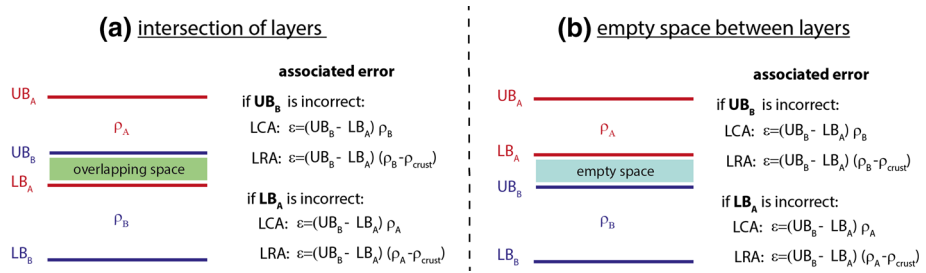 (a) intersection of layers
associated error
UB_A
if UB_B is incorrect:
ρ_A
LCA: ε=(UB_B - LB_A) ρ_B
UB_B
overlapping space
LRA: ε=(UB_B - LB_A) (ρ_B-ρ_crust)
LB_A
if LB_A is incorrect:
ρ_B
LCA: ε=(UB_B - LB_A) ρ_A
LB_B
LRA: ε=(UB_B - LB_A) (ρ_A-ρ_crust)
(b) empty space between layers
associated error
UB_A
if UB_B is incorrect:
ρ_A
LCA: ε=(UB_B - LB_A) ρ_B
LB_A
LRA: ε=(UB_B - LB_A) (ρ_B-ρ_crust)
empty space
UB_B
if LB_A is incorrect:
ρ_B
LCA: ε=(UB_B - LB_A) ρ_A
LB_B
LRA: ε=(UB_B - LB_A) (ρ_A-ρ_crust)